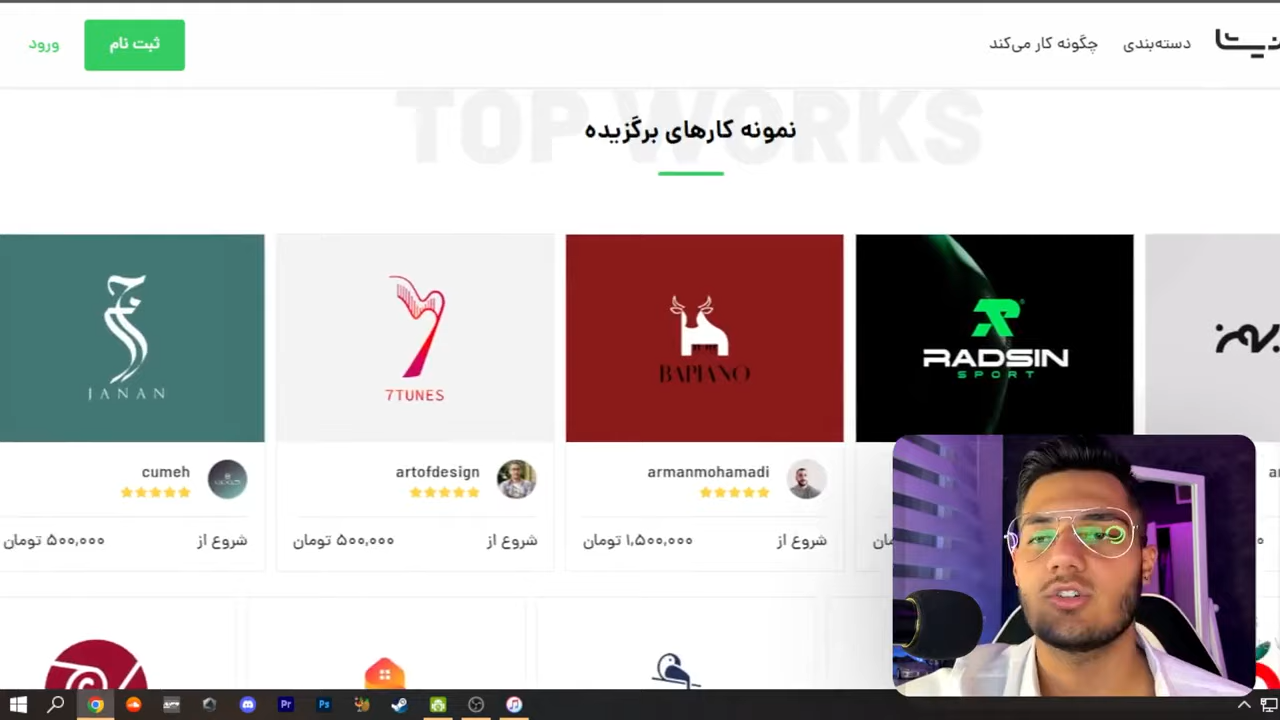 چگونه کار می‌کند دسته‌بندی
ثبت نام
ورود
TOP WORKS
نمونه کارهای برگزیده
RADSIN
SPORT
BAPIANO
armanmohamadi
شروع از ۱,۵۰۰,۰۰۰ تومان
7TUNES
artofdesign
شروع از ۵۰۰,۰۰۰ تومان
JANAN
cumeh
شروع از ۵۰۰,۰۰۰ تومان
Pr
Ps